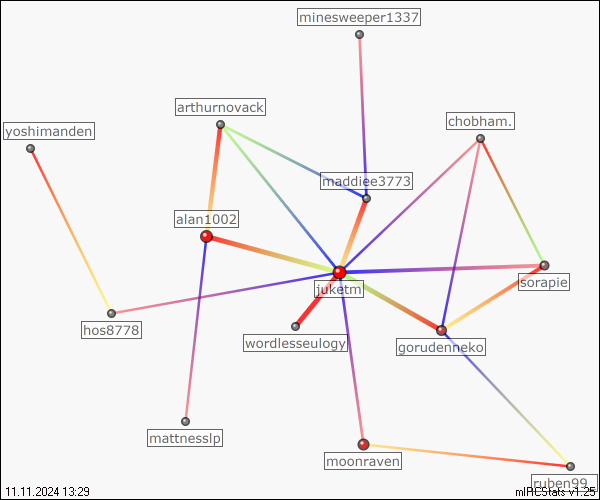 minesweeper1337
arthurnovack
chobham.
yoshimanden
maddiee3773
alan1002
juketm
sorapie
hos8778
wordlesseulogy
gorudenneko
mattnesslp
moonraven
ruben99_
11.11.2024 13:29
mIRCStats v1.25